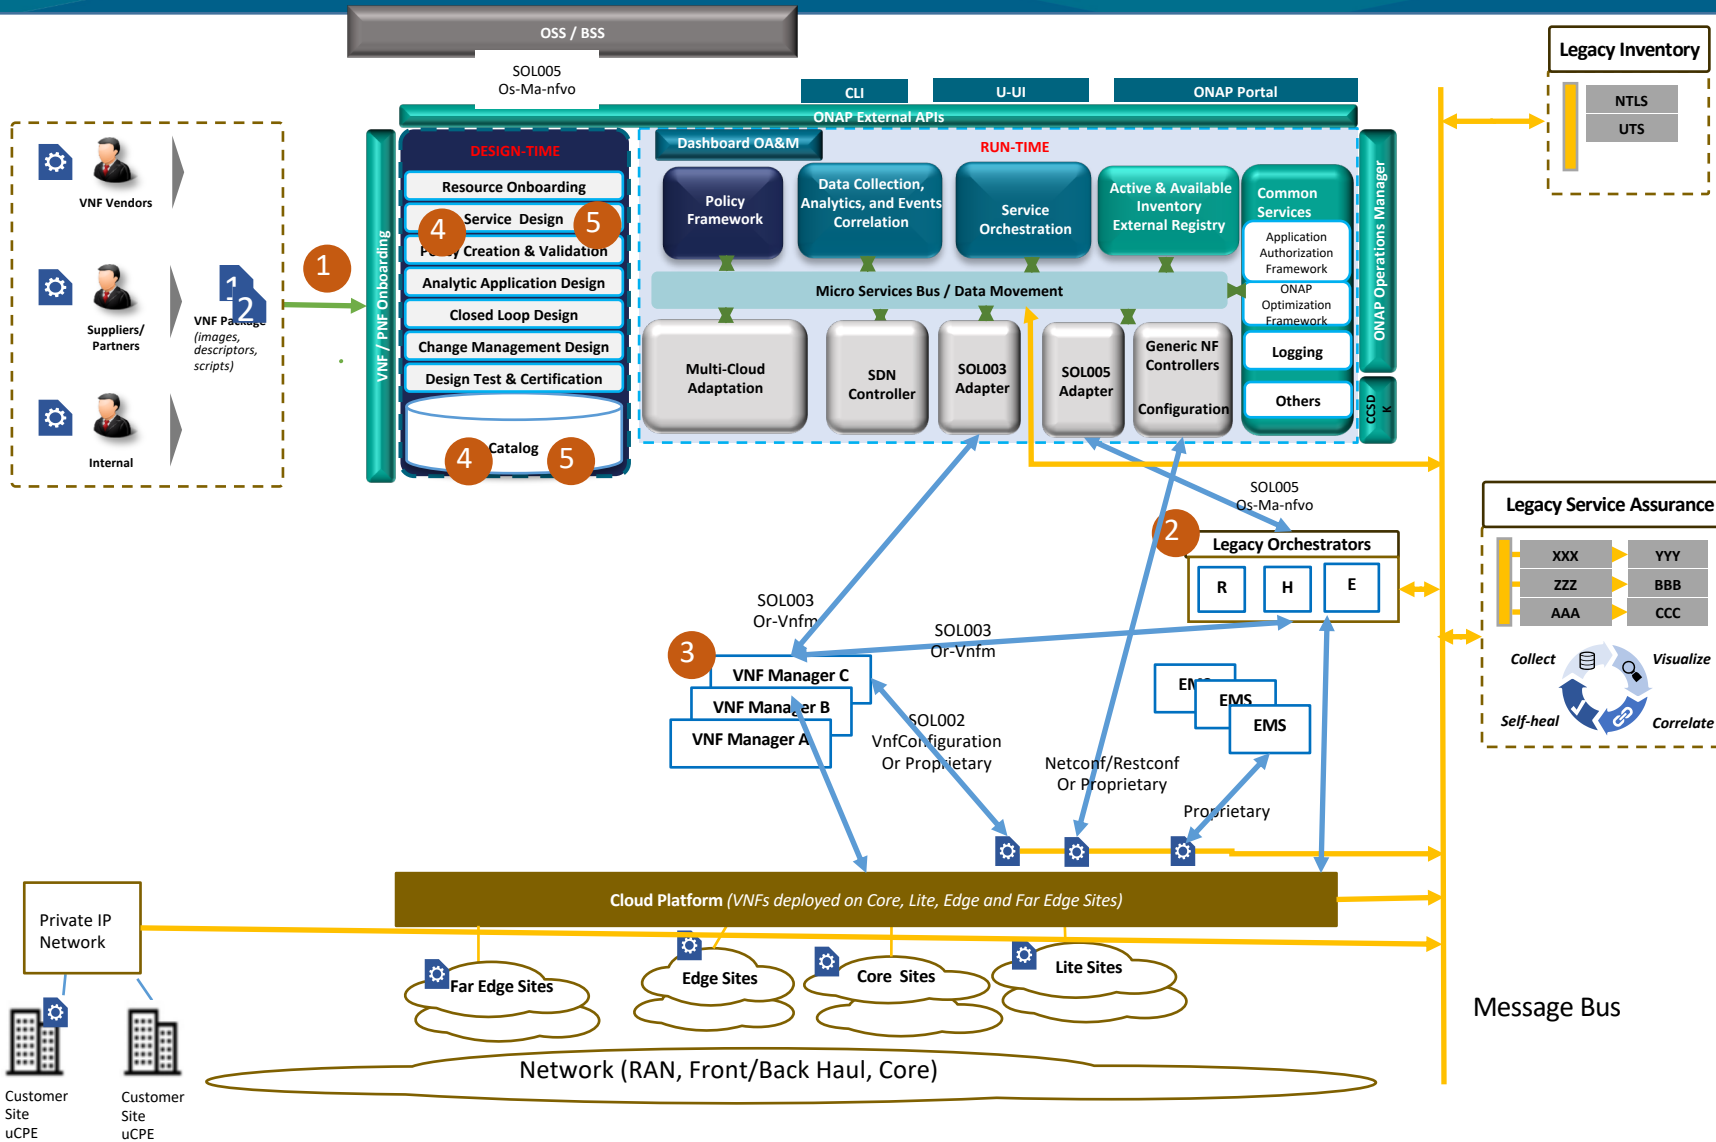 OSS / BSS
SOL005
Os-Ma-nfvo
CLI
U-UI
ONAP Portal
ONAP External APIs
Legacy Inventory
NTLS
UTS
VNF Vendors
Suppliers/
Partners
Internal
1
2
VNF Package
(images,
descriptors,
scripts)
1
VNF / PNF Onboarding
DESIGN-TIME
Resource Onboarding
Service Design
4
5
Policy Creation & Validation
Analytic Application Design
Closed Loop Design
Change Management Design
Design Test & Certification
Catalog
4
5
Dashboard OA&M
RUN-TIME
Policy
Framework
Data Collection,
Analytics, and Events
Correlation
Service
Orchestration
Active & Available
Inventory
External Registry
Common
Services
Application
Authorization
Framework
ONAP
Optimization
Framework
Logging
Others
Micro Services Bus / Data Movement
Multi-Cloud
Adaptation
SDN
Controller
SOL003
Adapter
SOL005
Adapter
Generic NF
Controllers
Configuration
ONAP Operations Manager
CCSD
K
SOL005
Os-Ma-nfvo
2
Legacy Orchestrators
R
H
E
Legacy Service Assurance
XXX
YYY
ZZZ
BBB
AAA
CCC
Collect
Visualize
Self-heal
Correlate
SOL003
Or-Vnfm
SOL003
Or-Vnfm
3
VNF Manager C
VNF Manager B
VNF Manager A
SOL002
VnfConfiguration
Or Proprietary
EMS
EMS
EMS
Netconf/Restconf
Or Proprietary
Proprietary
Cloud Platform (VNFs deployed on Core, Lite, Edge and Far Edge Sites)
Private IP
Network
Far Edge Sites
Edge Sites
Core Sites
Lite Sites
Message Bus
Network (RAN, Front/Back Haul, Core)
Customer
Site
uCPE
Customer
Site
uCPE